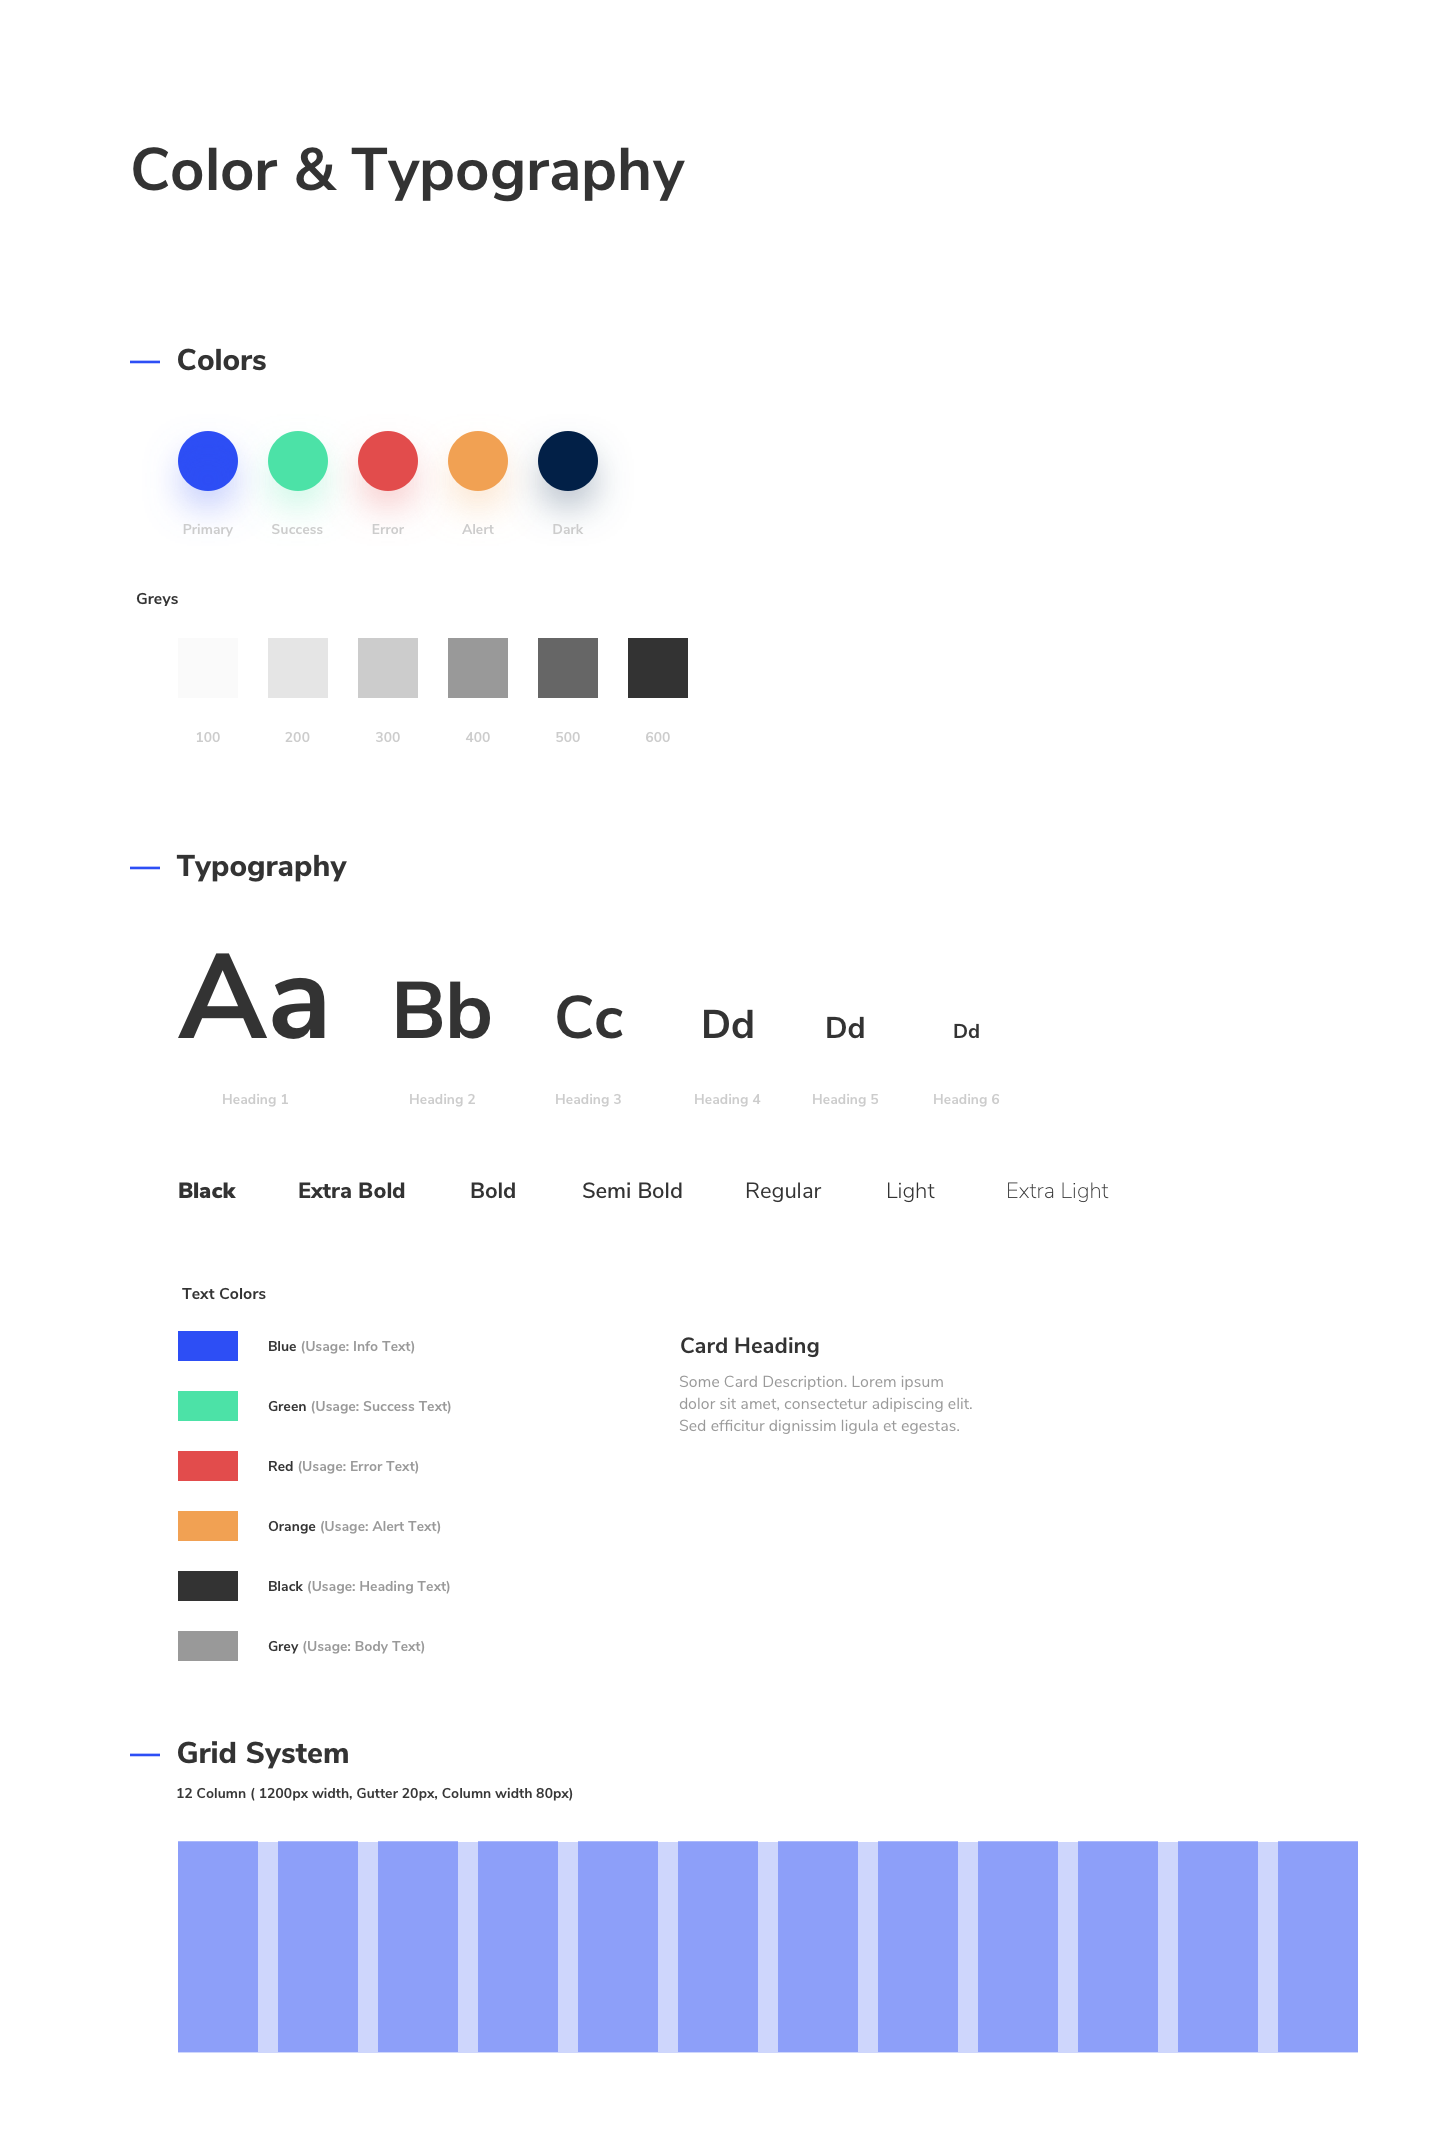 Color & Typography
Colors
Primary Success Error Alert Dark
Greys
100 200 300 400 500 600
Typography
Aa Bb Cc Dd Dd Dd
Heading 1 Heading 2 Heading 3 Heading 4 Heading 5 Heading 6
Black Extra Bold Bold Semi Bold Regular Light Extra Light
Text Colors
Blue (Usage: Info Text)
Green (Usage: Success Text)
Red (Usage: Error Text)
Orange (Usage: Alert Text)
Black (Usage: Heading Text)
Grey (Usage: Body Text)
Card Heading
Some Card Description. Lorem ipsum
dolor sit amet, consectetur adipiscing elit.
Sed efficitur dignissim ligula et egestas.
Grid System
12 Column ( 1200px width, Gutter 20px, Column width 80px)